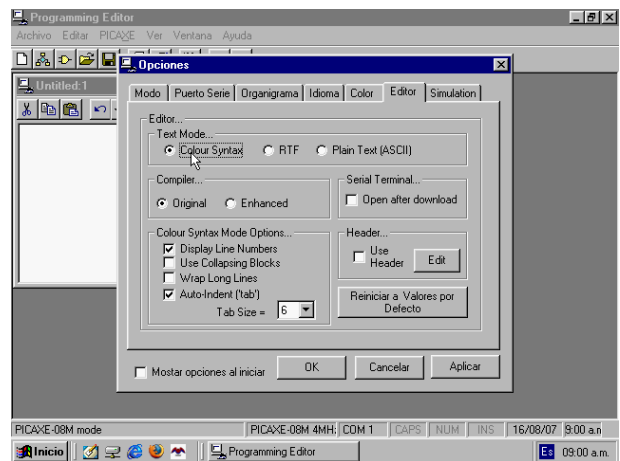 Programming Editor
Archivo Editar PICAXE Ver Ventana Ayuda
Opciones
Untitled:1
Modo Puerto Serie Organigrama Idioma Color Editor Simulation
Editor...
Text Mode...
Colour Syntax RTF Plain Text (ASCII)
Compiler...
Original Enhanced
Serial Terminal...
Open after download
Colour Syntax Mode Options...
Display Line Numbers
Use Collapsing Blocks
Wrap Long Lines
Auto-Indent ('tab')
Tab Size = 6
Header...
Use Header
Edit
Reiniciar a Valores por
Defecto
Mostar opciones al iniciar OK Cancelar Aplicar
PICAXE-08M mode PICAXE-08M 4MH: COM 1 CAPS NUM INS 16/08/07 9:00 a.n
Inicio Programming Editor Es 09:00 a.m.